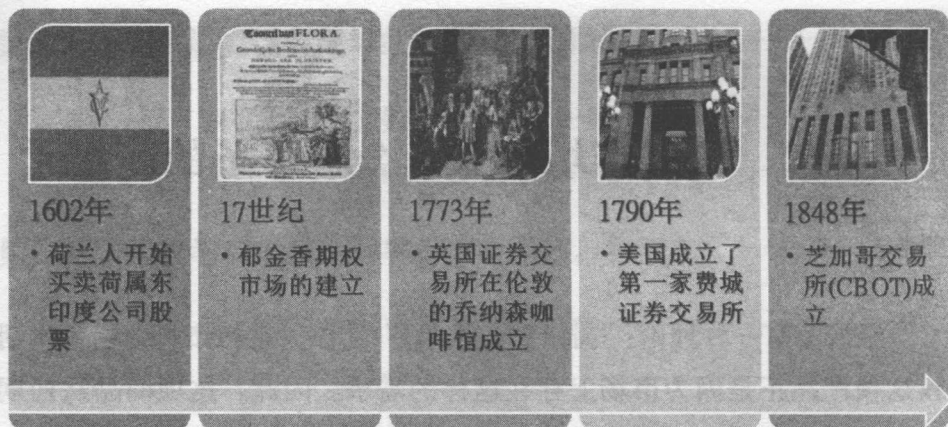 1602年
• 荷兰人开始
买卖荷属东
印度公司股
票
FLORA
17世纪
• 郁金香期权
市场的建立
1773年
• 英国证券交
易所在伦敦
的乔纳森咖
啡馆成立
1790年
• 美国成立了
第一家费城
证券交易所
1848年
• 芝加哥交易
所(CBOT)成
立